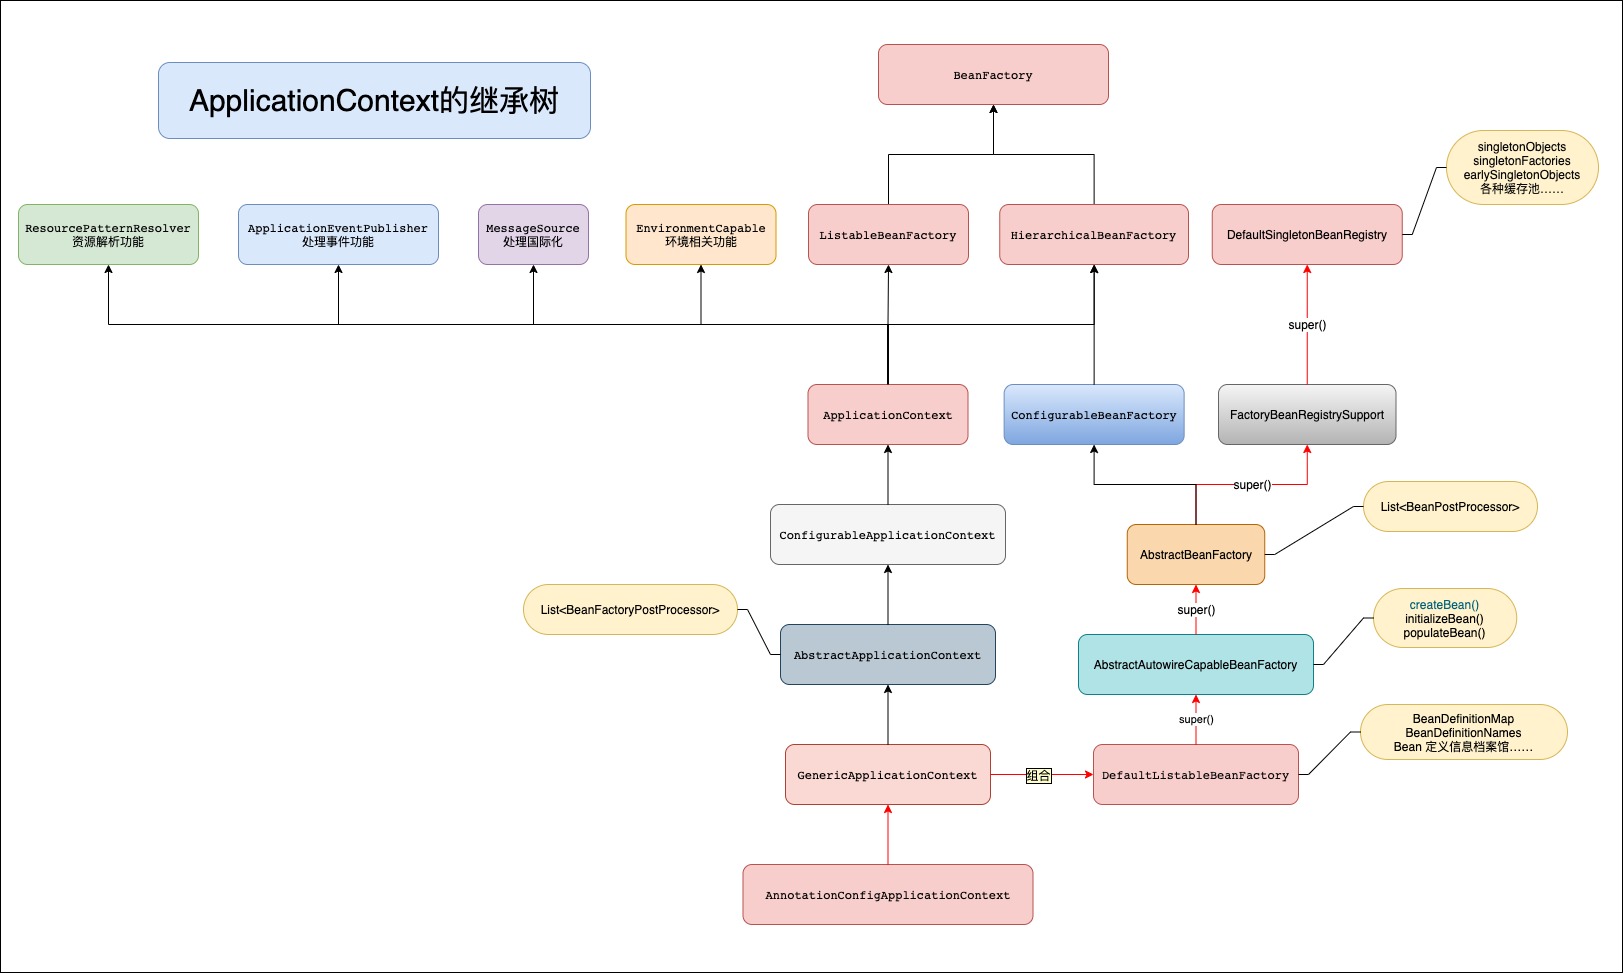 BeanFactory
ApplicationContext的继承树
singletonObjects
singletonFactories
earlySingletonObjects
各种缓存池......
ResourcePatternResolver
资源解析功能
ApplicationEventPublisher
处理事件功能
MessageSource
处理国际化
EnvironmentCapable
环境相关功能
ListableBeanFactory
HierarchicalBeanFactory
DefaultSingletonBeanRegistry
super()
ApplicationContext
ConfigurableBeanFactory
FactoryBeanRegistrySupport
super()
List<BeanPostProcessor>
ConfigurableApplicationContext
AbstractBeanFactory
List<BeanFactoryPostProcessor>
super()
createBean()
initializeBean()
populateBean()
AbstractApplicationContext
AbstractAutowireCapableBeanFactory
super()
BeanDefinitionMap
BeanDefinitionNames
Bean 定义信息档案馆......
GenericApplicationContext
组合
DefaultListableBeanFactory
AnnotationConfigApplicationContext